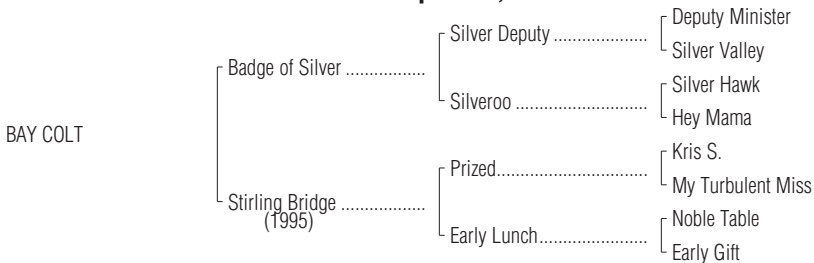 Deputy Minister
Silver Deputy ....................
Silver Valley
Badge of Silver .................
Silver Hawk
Silveroo ............................
Hey Mama
BAY COLT
Kris S.
Prized................................
My Turbulent Miss
Stirling Bridge ..................
(1995)
Noble Table
Early Lunch.......................
Early Gift